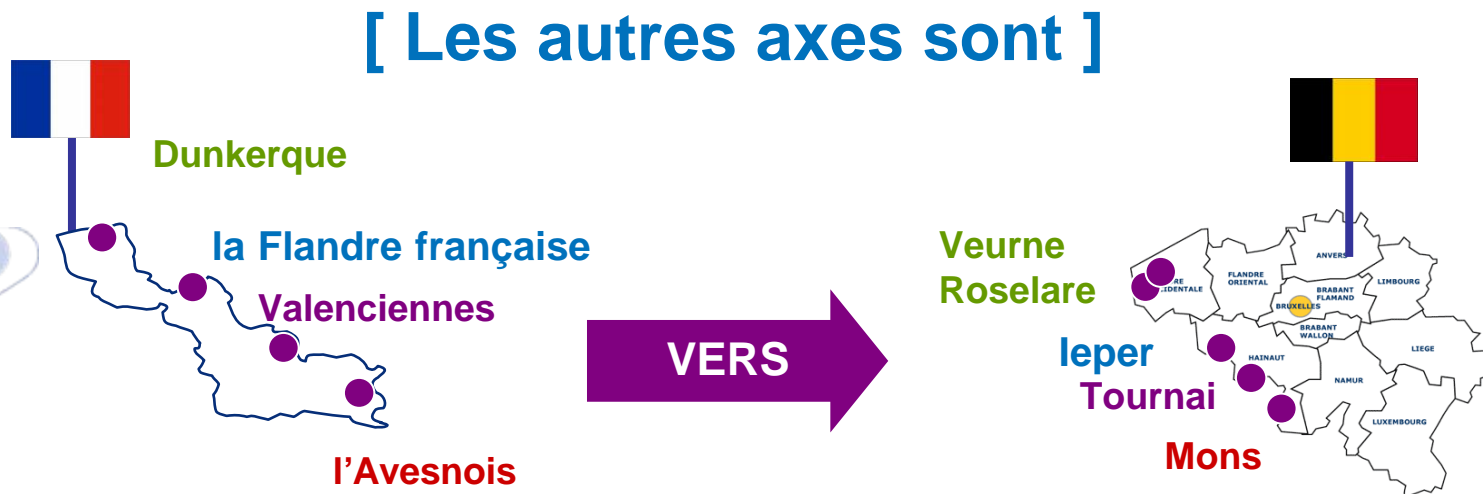 [ Les autres axes sont ]
Dunkerque
la Flandre française
Valenciennes
l'Avesnois
VERS
Veurne
Roselare
Ieper
Tournai
Mons
ANVERS
FLANDRE
ORIENTAL
LIMBOURG
BRABANT
FLAMAND
BRUXELLES
BRABANT
WALLON
LIEGE
HAINAUT
NAMUR
LUXEMBOURG